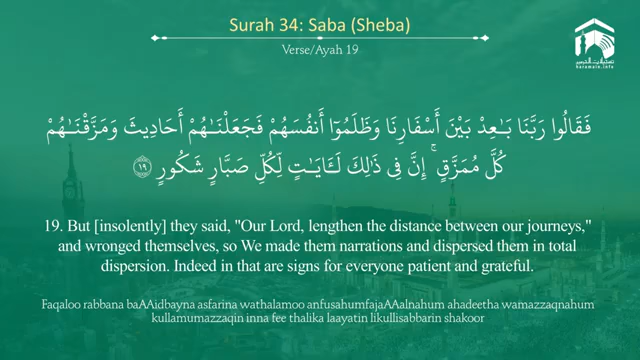 Surah 34: Saba (Sheba)
Verse/Ayah 19
haramain.info
فَقَالُوا۟ رَبَّنَا بَـٰعِدْ بَيْنَ أَسْفَارِنَا وَظَلَمُوٓا۟ أَنفُسَهُمْ فَجَعَلْنَـٰهُمْ أَحَادِيثَ وَمَزَّقْنَـٰهُمْ
كُلَّ مُمَزَّقٍ ۚ إِنَّ فِى ذَٰلِكَ لَـَٔايَـٰتٍ لِّكُلِّ صَبَّارٍ شَكُورٍ ١٩
19. But [insolently] they said, "Our Lord, lengthen the distance between our journeys,"
and wronged themselves, so We made them narrations and dispersed them in total
dispersion. Indeed in that are signs for everyone patient and grateful.
Faqaloo rabbana baAAidbayna asfarina wathalamoo anfusahumfajaAAalnahum ahadeetha wamazzaqnahum
kullamumazzaqin inna fee thalika laayatin likullisabbarin shakoor